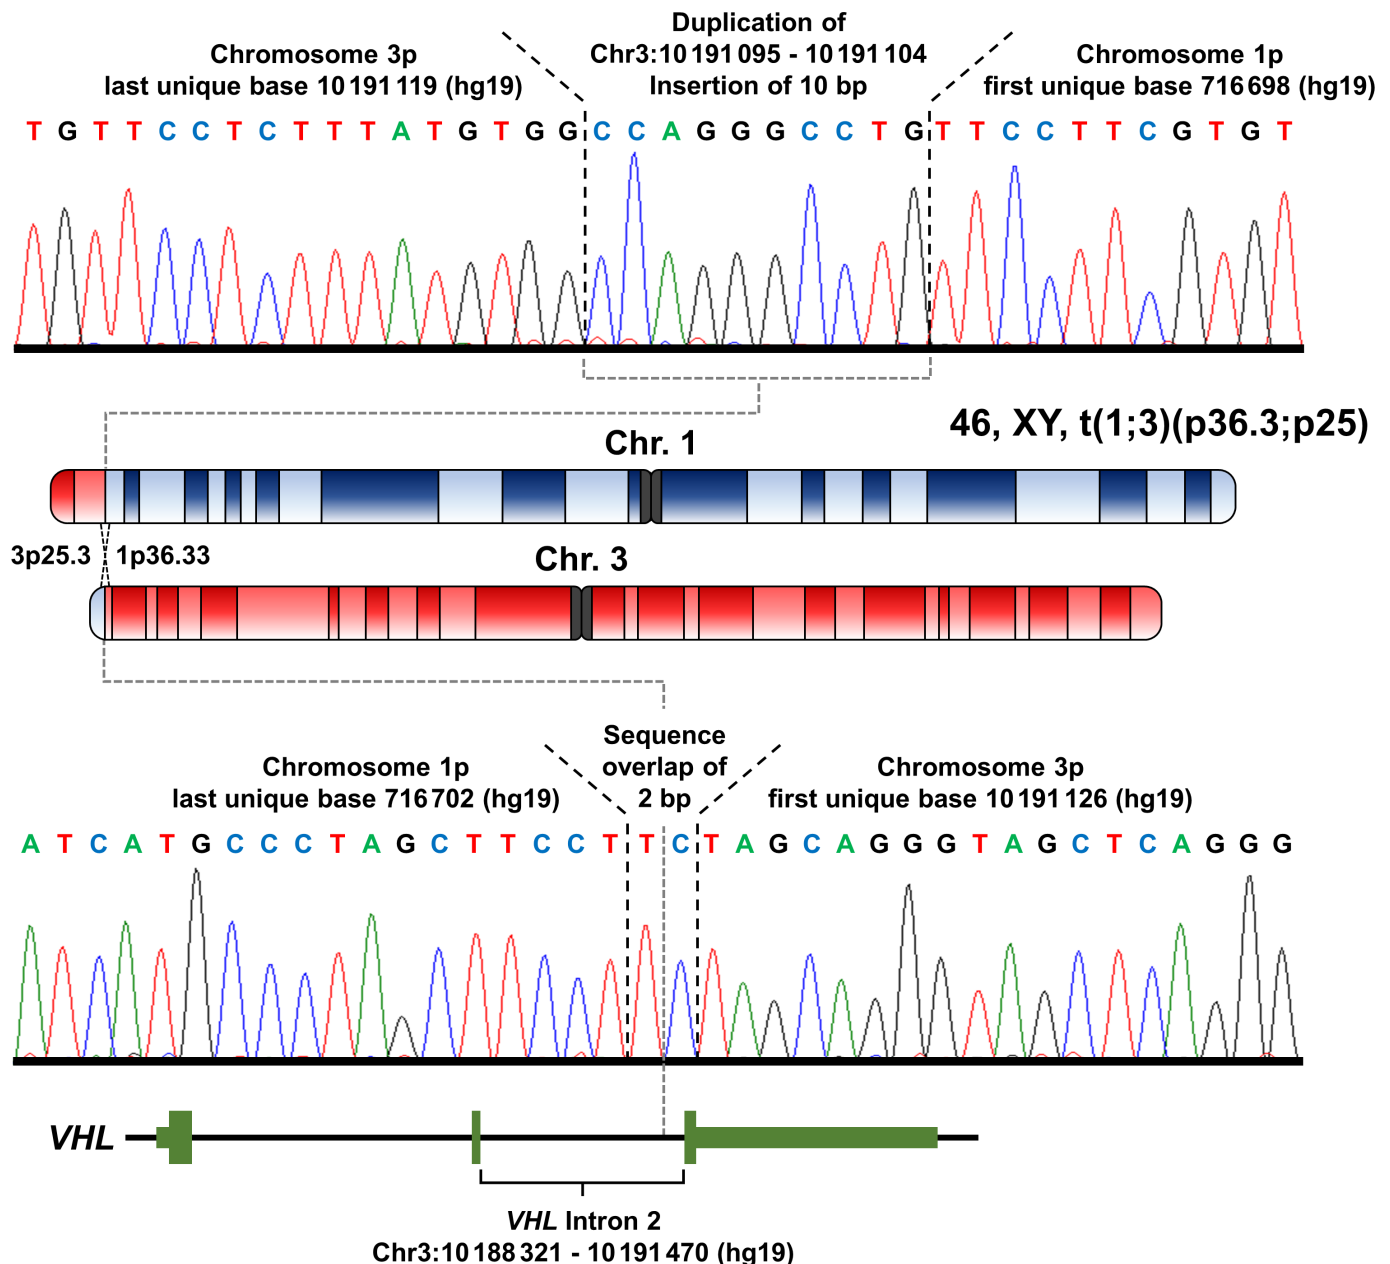 Duplication of
Chr3:10 191 095 - 10 191 104
Insertion of 10 bp
Chromosome 3p
last unique base 10 191 119 (hg19)
Chromosome 1p
first unique base 716 698 (hg19)
T G T T C C T C T T T A T G T G G C C A G G G C C T G T T C C T T C G T G T
46, XY, t(1;3)(p36.3;p25)
Chr. 1
3p25.3 1p36.33
Chr. 3
Sequence
overlap of
2 bp
Chromosome 1p
last unique base 716 702 (hg19)
Chromosome 3p
first unique base 10 191 126 (hg19)
A T C A T G C C C T A G C T T C C T T C T A G C A G G G T A G C T C A G G G
VHL
VHL Intron 2
Chr3:10 188 321 - 10 191 470 (hg19)